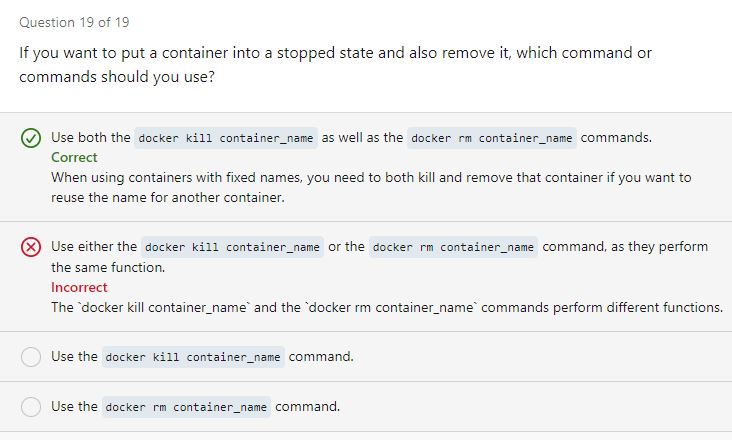 Question 19 of 19
If you want to put a container into a stopped state and also remove it, which command or
commands should you use?
Use both the docker kill container_name as well as the docker rm container_name commands.
Correct
When using containers with fixed names, you need to both kill and remove that container if you want to
reuse the name for another container.
Use either the docker kill container_name or the docker rm container_name command, as they perform
the same function.
Incorrect
The `docker kill container_name` and the `docker rm container_name` commands perform different functions.
Use the docker kill container_name command.
Use the docker rm container_name command.